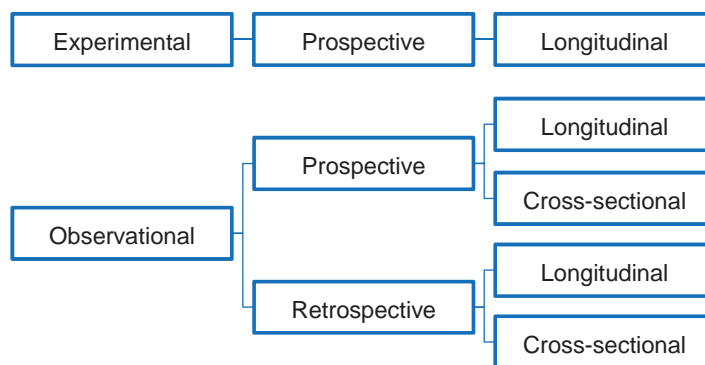 Experimental
Prospective
Longitudinal
Longitudinal
Prospective
Cross-sectional
Observational
Longitudinal
Retrospective
Cross-sectional